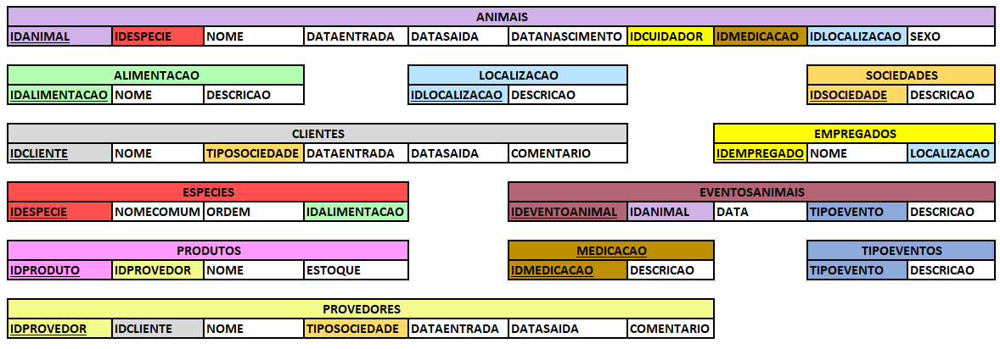 ANIMAIS
IDANIMAL IDESPECIE NOME DATAENTRADA DATASAIDA DATANASCIMENTO IDCUIDADOR IDMEDICACAO IDLOCALIZACAO SEXO
ALIMENTACAO LOCALIZACAO SOCIEDADES
IDALIMENTACAO NOME DESCRICAO IDLOCALIZACAO DESCRICAO IDSOCIEDADE DESCRICAO
CLIENTES EMPREGADOS
IDCLIENTE NOME TIPOSOCIEDADE DATAENTRADA DATASAIDA COMENTARIO IDEMPREGADO NOME LOCALIZACAO
ESPECIES EVENTOSANIMAIS
IDESPECIE NOMECOMUM ORDEM IDALIMENTACAO IDEVENTOANIMAL IDANIMAL DATA TIPOEVENTO DESCRICAO
PRODUTOS MEDICACAO TIPOEVENTOS
IDPRODUTO IDPROVEDOR NOME ESTOQUE IDMEDICACAO DESCRICAO TIPOEVENTO DESCRICAO
PROVEDORES
IDPROVEDOR IDCLIENTE NOME TIPOSOCIEDADE DATAENTRADA DATASAIDA COMENTARIO